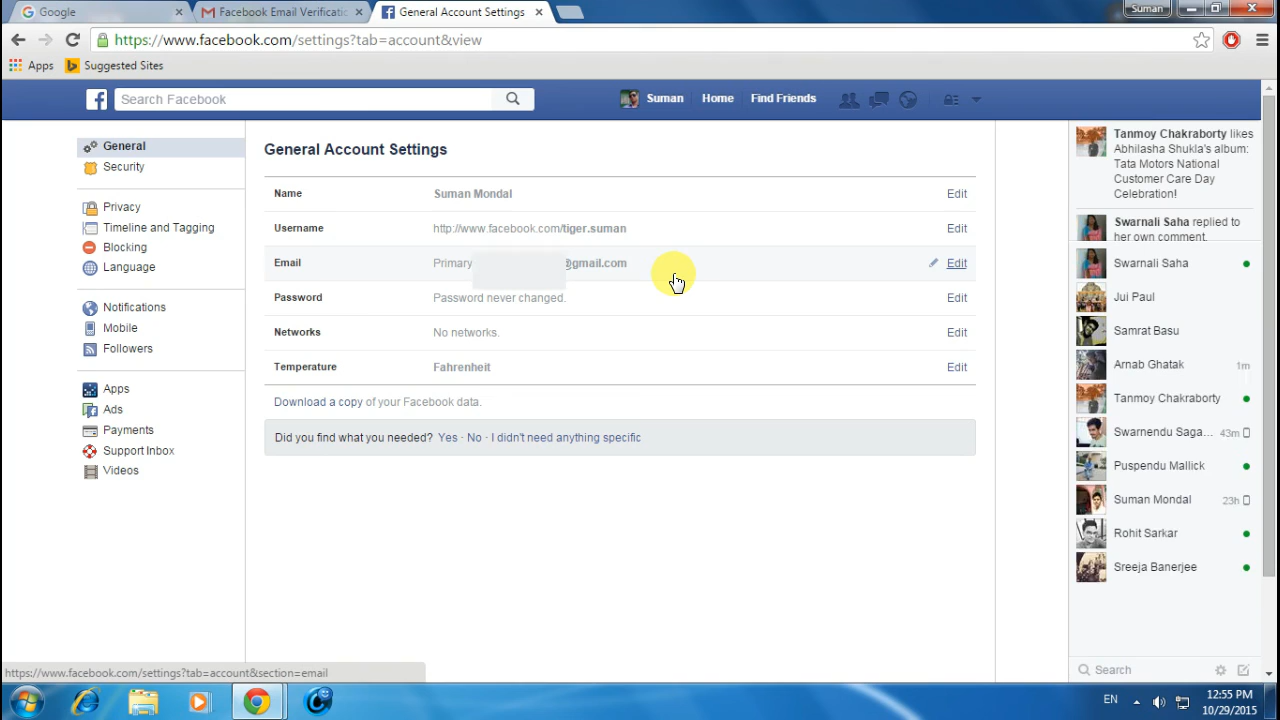 Google
Facebook Email Verificati
General Account Settings
Suman
https://www.facebook.com/settings?tab=account&view
Apps
Suggested Sites
Search Facebook
Suman
Home
Find Friends
General
Security
Privacy
Timeline and Tagging
Blocking
Language
Notifications
Mobile
Followers
Apps
Ads
Payments
Support Inbox
Videos
General Account Settings
Name Suman Mondal Edit
Username http://www.facebook.com/tiger.suman Edit
Email Primary @gmail.com Edit
Password Password never changed. Edit
Networks No networks. Edit
Temperature Fahrenheit Edit
Download a copy of your Facebook data.
Did you find what you needed? Yes · No · I didn't need anything specific
Tanmoy Chakraborty likes
Abhilasha Shukla's album:
Tata Motors National
Customer Care Day
Celebration!
Swarnali Saha replied to
her own comment.
Swarnali Saha
Jui Paul
Samrat Basu
Arnab Ghatak 1m
Tanmoy Chakraborty
Swarnendu Saga... 43m
Puspendu Mallick
Suman Mondal 23h
Rohit Sarkar
Sreeja Banerjee
Search
https://www.facebook.com/settings?tab=account&section=email
EN
12:55 PM
10/29/2015